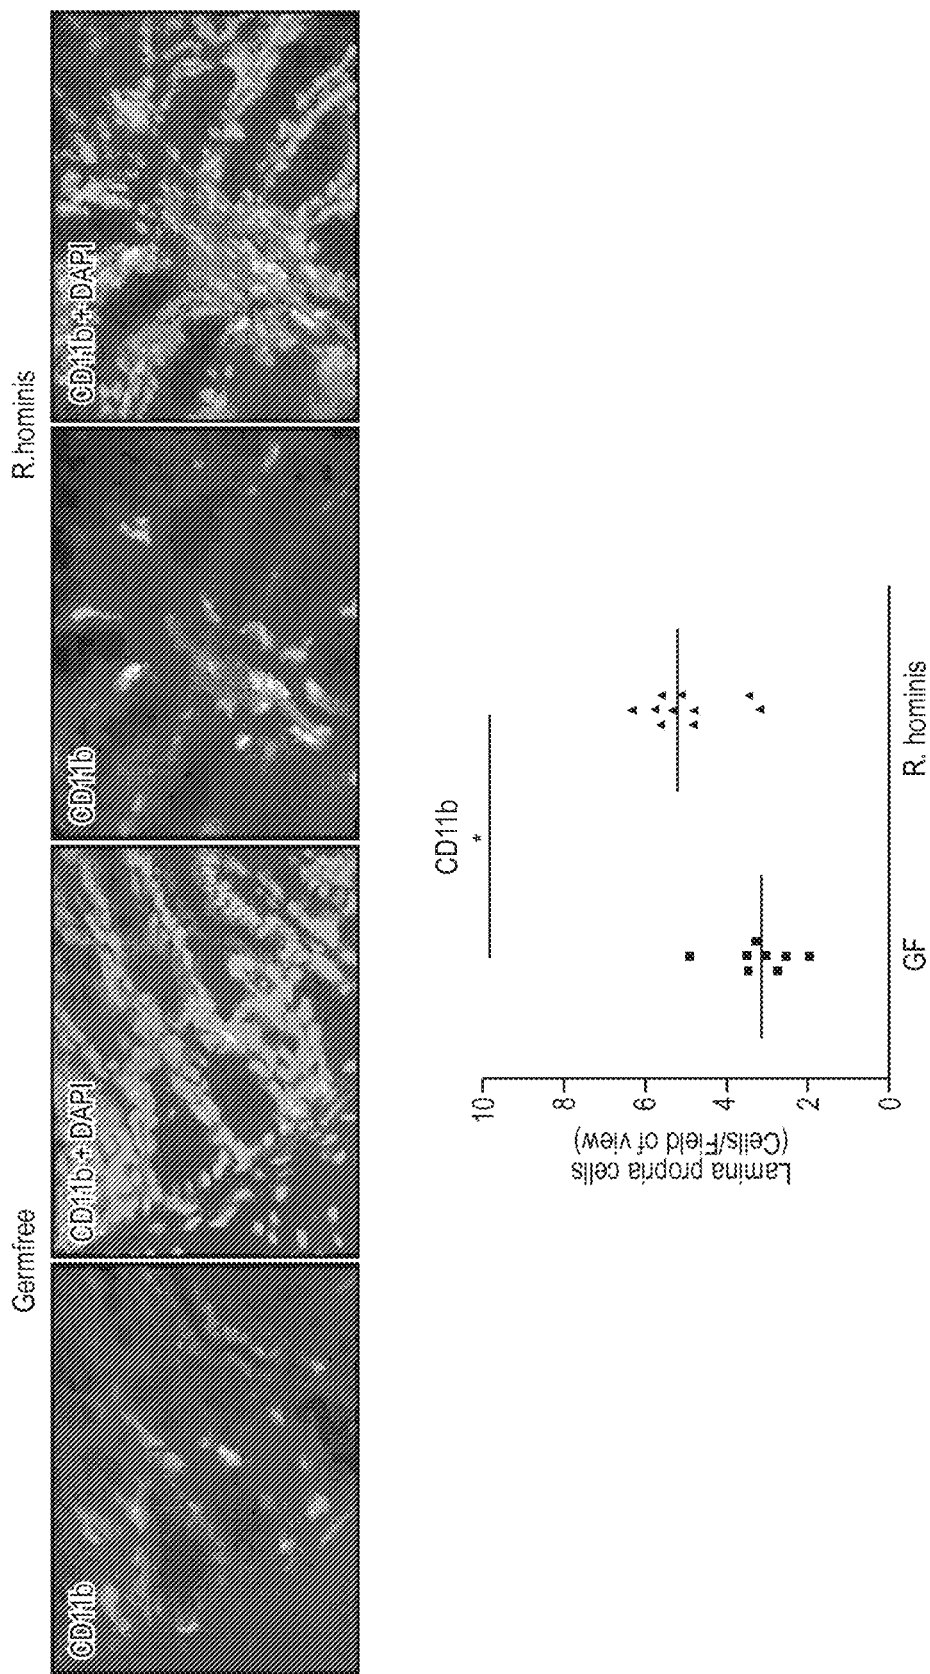 Germfree
R.hominis
CD11b
CD11b + DAPI
CD11b
CD11b + DAPI
CD11b
*
Lamina propria cells
(Cells/Field of view)
10
8
6
4
2
0
GF
R. hominis